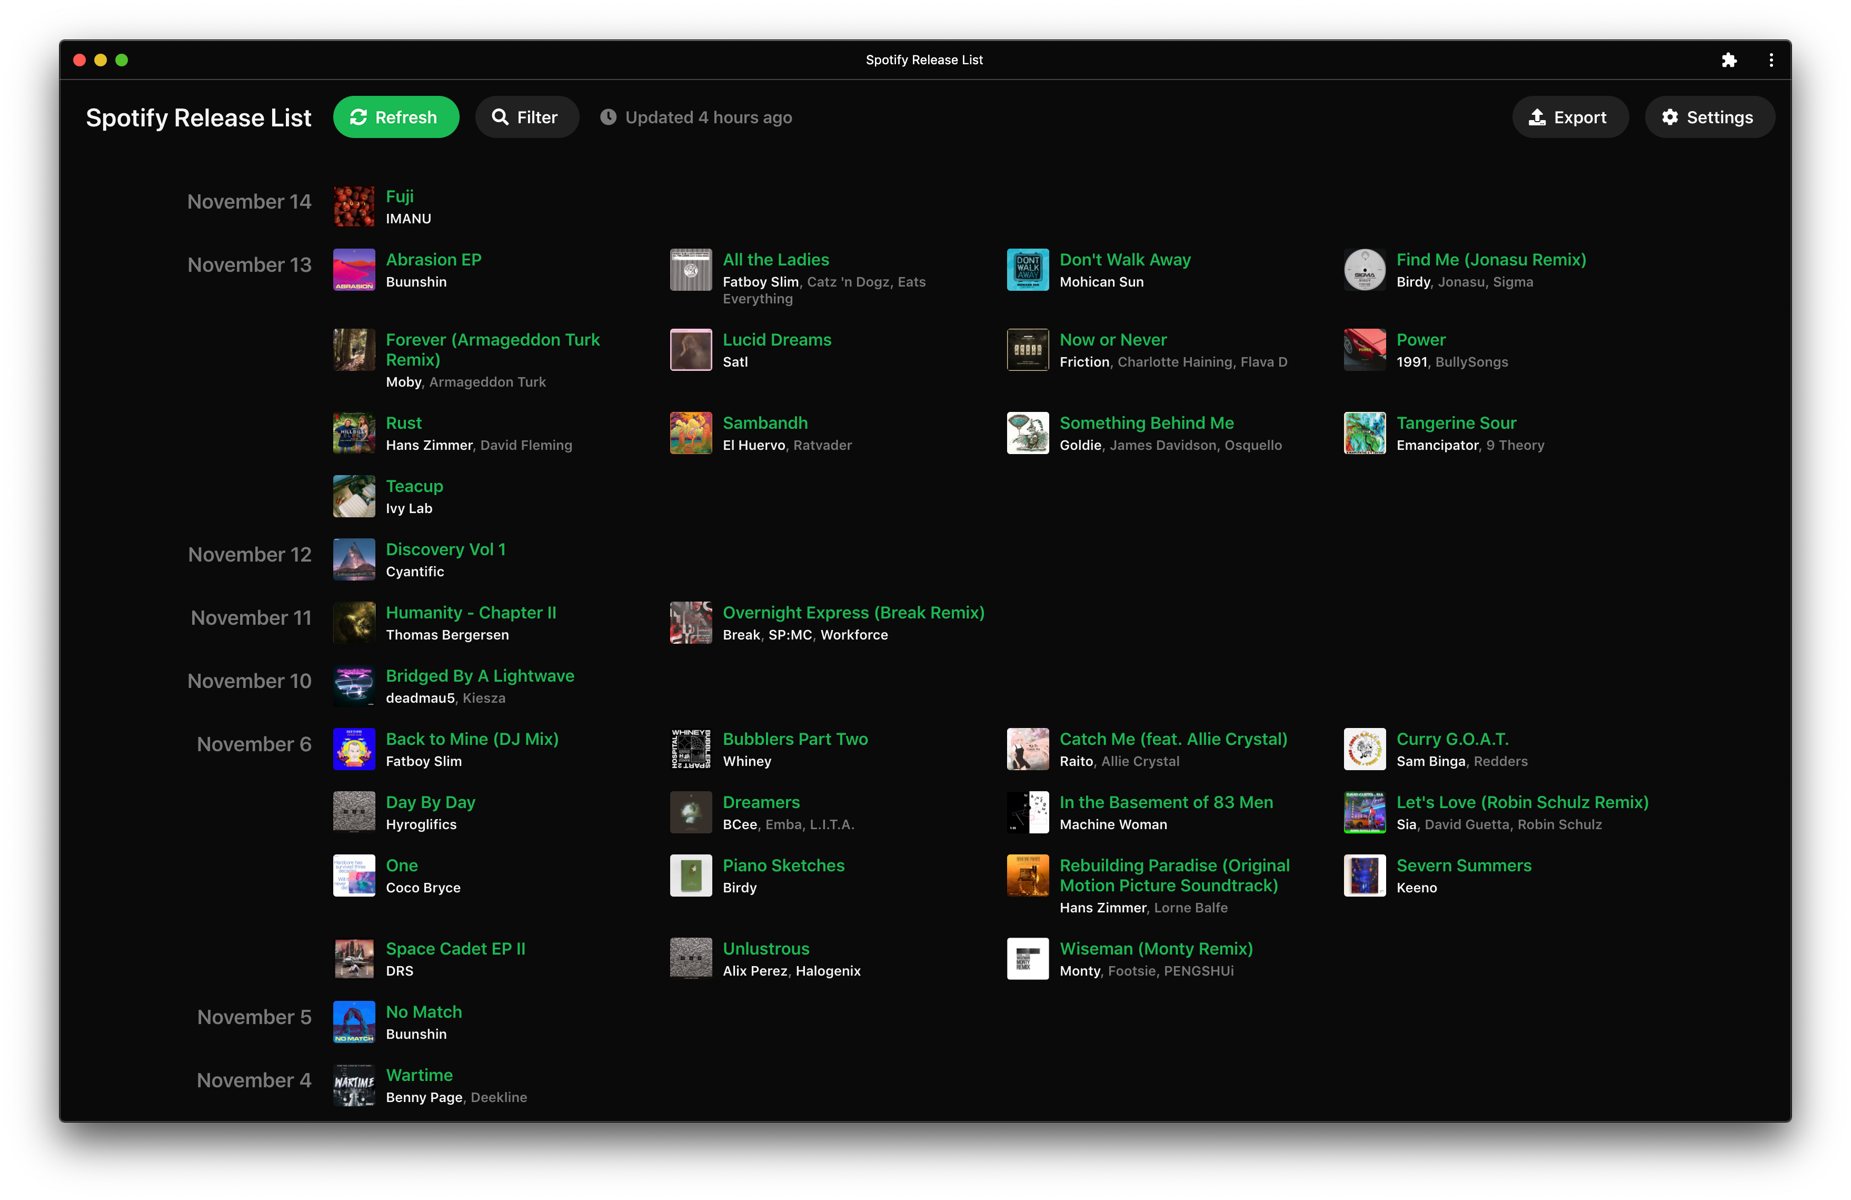 Spotify Release List
Spotify Release List
Refresh
Filter
Updated 4 hours ago
Export
Settings
November 14
Fuji
IMANU
November 13
Abrasion EP
Buunshin
All the Ladies
Fatboy Slim, Catz 'n Dogz, Eats
Everything
Don't Walk Away
Mohican Sun
Find Me (Jonasu Remix)
Birdy, Jonasu, Sigma
Forever (Armageddon Turk
Remix)
Moby, Armageddon Turk
Lucid Dreams
Satl
Now or Never
Friction, Charlotte Haining, Flava D
Power
1991, BullySongs
Rust
Hans Zimmer, David Fleming
Sambandh
El Huervo, Ratvader
Something Behind Me
Goldie, James Davidson, Osquello
Tangerine Sour
Emancipator, 9 Theory
Teacup
Ivy Lab
November 12
Discovery Vol 1
Cyantific
November 11
Humanity - Chapter II
Thomas Bergersen
Overnight Express (Break Remix)
Break, SP:MC, Workforce
November 10
Bridged By A Lightwave
deadmau5, Kiesza
November 6
Back to Mine (DJ Mix)
Fatboy Slim
Bubblers Part Two
Whiney
Catch Me (feat. Allie Crystal)
Raito, Allie Crystal
Curry G.O.A.T.
Sam Binga, Redders
Day By Day
Hyroglifics
Dreamers
BCee, Emba, L.I.T.A.
In the Basement of 83 Men
Machine Woman
Let's Love (Robin Schulz Remix)
Sia, David Guetta, Robin Schulz
One
Coco Bryce
Piano Sketches
Birdy
Rebuilding Paradise (Original
Motion Picture Soundtrack)
Hans Zimmer, Lorne Balfe
Severn Summers
Keeno
Space Cadet EP II
DRS
Unlustrous
Alix Perez, Halogenix
Wiseman (Monty Remix)
Monty, Footsie, PENGSHUi
November 5
NO MATCH
No Match
Buunshin
November 4
WARTIME
Wartime
Benny Page, Deekline